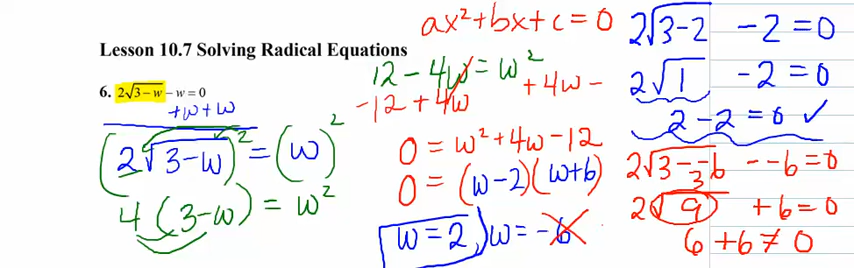 ax² + bx + c = 0
Lesson 10.7 Solving Radical Equations
6. 2√3 – w – w = 0
+w +w
(2√3-w)² = (w)²
4(3-w) = w²
12 - 4w = w²
-12 + 4w + 4w -
0 = w² + 4w - 12
0 = (w-2)(w+6)
w = 2, w = -6
2√3-2 - 2 = 0
2√1 - 2 = 0
2 - 2 = 0 ✓
2√3--6 - -6 = 0
3
2√9 + 6 = 0
6 + 6 ≠ 0